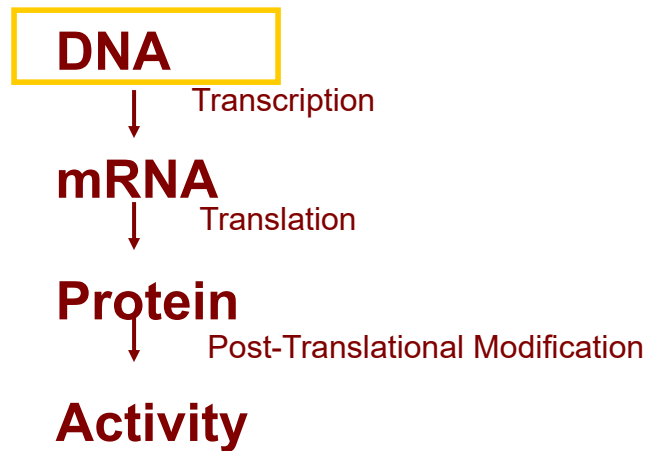 DNA
Transcription
mRNA
Translation
Protein
Post-Translational Modification
Activity